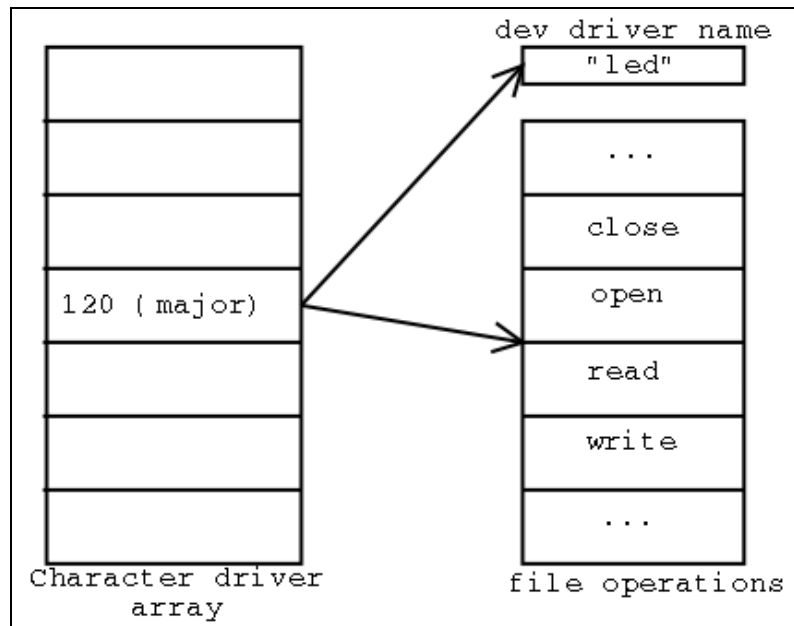 dev driver name
"led"
...
close
open
120 ( major)
read
write
...
Character driver
array
file operations